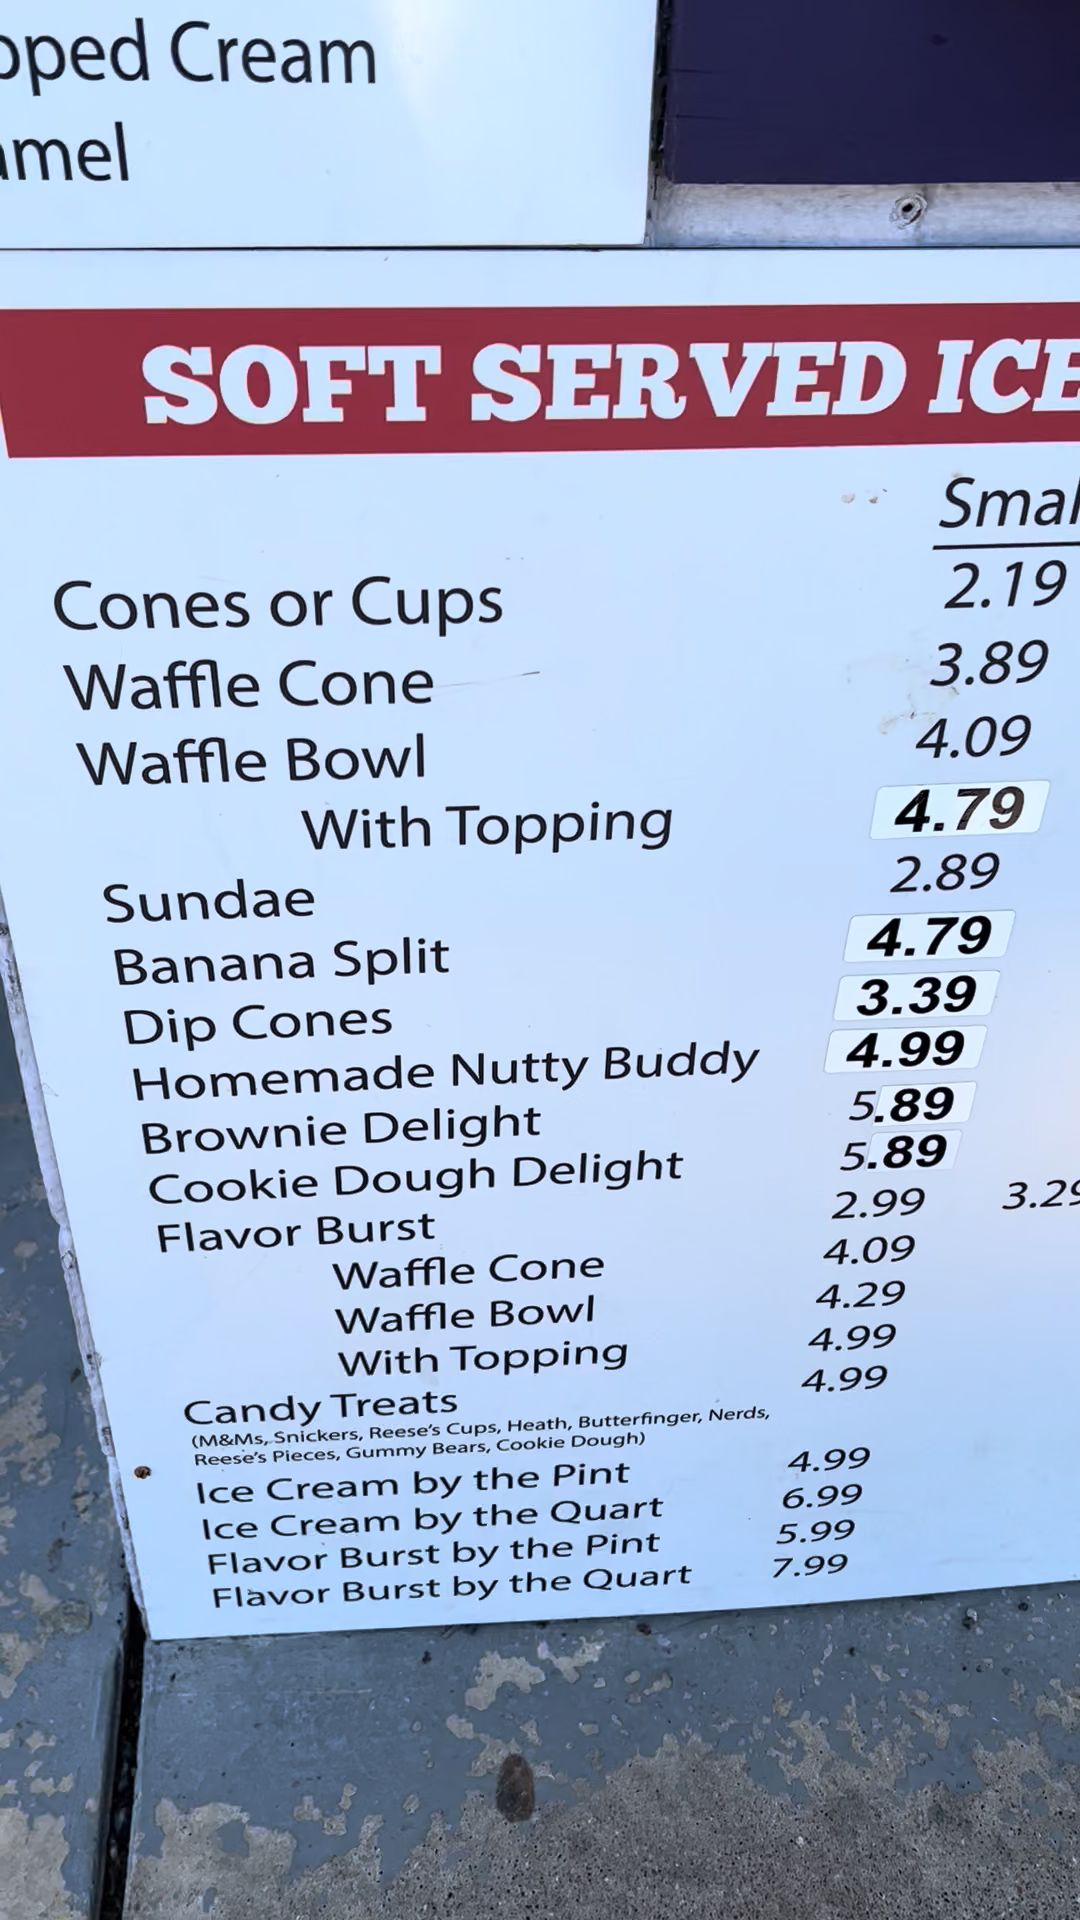 Cream
SOFT SERVED
Cones or Cups 2.19
Waffle Cone 3.89
Waffle Bowl 4.09
With Topping 4.79
Sundae 2.89
Banana Split 4.79
Dip Cones 3.39
Homemade Nutty Buddy 4.99
Brownie Delight 5.89
Cookie Dough Delight 5.89
Flavor Burst 2.99
Waffle Cone 4.09
Waffle Bowl 4.29
With Topping 4.99
Candy Treats 4.99
(M&Ms, Snickers, Reese's Cups, Heath, Butterfinger, Nerds,
Reese's Pieces, Gummy Bears, Cookie Dough)
Ice Cream by the Pint 4.99
Ice Cream by the Quart 6.99
Flavor Burst by the Pint 5.99
Flavor Burst by the Quart 7.99